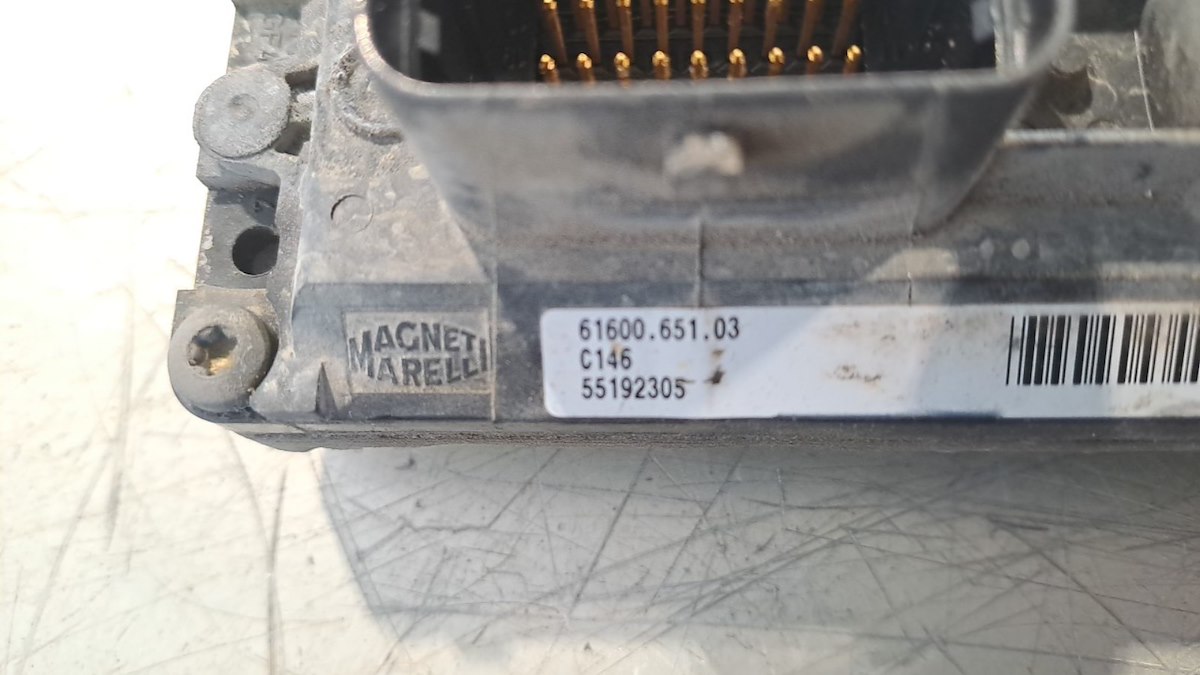 MAGNETI
MARELLI
61600.651.03
C146
55192305